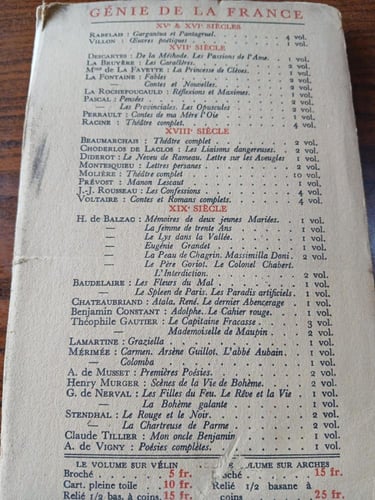 GÉNIE DE LA FRANCE
XVe & XVIe SIÈCLES
RABELAIS : Gargantua et Pantagruel. 4 vol.
VILLON : Œuvres poétiques 1 vol.
XVIIe SIÈCLE
DESCARTES : De la Méthode. Les Passions de l'Ame. 1 vol.
LA BRUYÈRE : Les Caractères. 2 vol.
Mme DE LA FAYETTE : La Princesse de Clèves. 1 vol.
LA FONTAINE : Fables 2 vol.
— Contes et Nouvelles. 2 vol.
LA ROCHEFOUCAULD : Réflexions et Maximes. 1 vol.
PASCAL : Pensées
— Les Provinciales. Les Opuscules 2 vol.
PERRAULT : Contes de ma Mère l'Oie 1 vol.
RACINE : Théâtre complet. 4 vol.
XVIIIe SIÈCLE
BEAUMARCHAIS : Théâtre complet 2 vol.
CHODERLOS DE LACLOS : Les Liaisons dangereuses. 2 vol.
DIDEROT : Le Neveu de Rameau. Lettre sur les Aveugles 1 vol.
MONTESQUIEU : Lettres persanes 2 vol.
MOLIÈRE : Théâtre complet 10 vol.
PRÉVOST : Manon Lescaut 1 vol.
J.-J. ROUSSEAU : Les Confessions 4 vol.
VOLTAIRE : Contes et Romans complets. 4 vol.
XIXe SIÈCLE
H. de BALZAC : Mémoires de deux jeunes Mariées. 1 vol.
— La femme de trente Ans 1 vol.
— Le Lys dans la Vallée. 1 vol.
— Eugénie Grandet 1 vol.
— La Peau de Chagrin. Massimilla Doni 2 vol.
— Le Père Goriot. Le Colonel Chabert.
L'Interdiction. 2 vol.
BAUDELAIRE : Les Fleurs du Mal 1 vol.
— Le Spleen de Paris. Les Paradis artificiels 1 vol.
CHATEAUBRIAND : Atala. René. Le dernier Abencerage 1 vol.
Benjamin CONSTANT : Adolphe. Le Cahier rouge. 1 vol.
Théophile GAUTIER : Le Capitaine Fracasse 3 vol.
— Mademoiselle de Maupin 2 vol.
LAMARTINE : Graziella 1 vol.
MÉRIMÉE : Carmen. Arsène Guillot. L'abbé Aubain. 1 vol.
— Colomba 1 vol.
A. de MUSSET : Premières Poésies. 2 vol.
Henry MURGER : Scènes de la Vie de Bohème. 2 vol.
G. de NERVAL : Les Filles du Feu. Le Rêve et la Vie 1 vol.
— La Bohème galante 1 vol.
STENDHAL : Le Rouge et le Noir. 2 vol.
— La Chartreuse de Parme 2 vol.
Claude TILLIER : Mon oncle Benjamin 1 vol.
A. de VIGNY : Poésies complètes. 1 vol.
LE VOLUME SUR VÉLIN
Broché 5 fr.
Cart. pleine toile 10 fr.
Relié 1/2 bas. à coins 15 fr.
VOLUME SUR ARCHES
15 fr.
Relié 1/2 basane à
coins 25 fr.